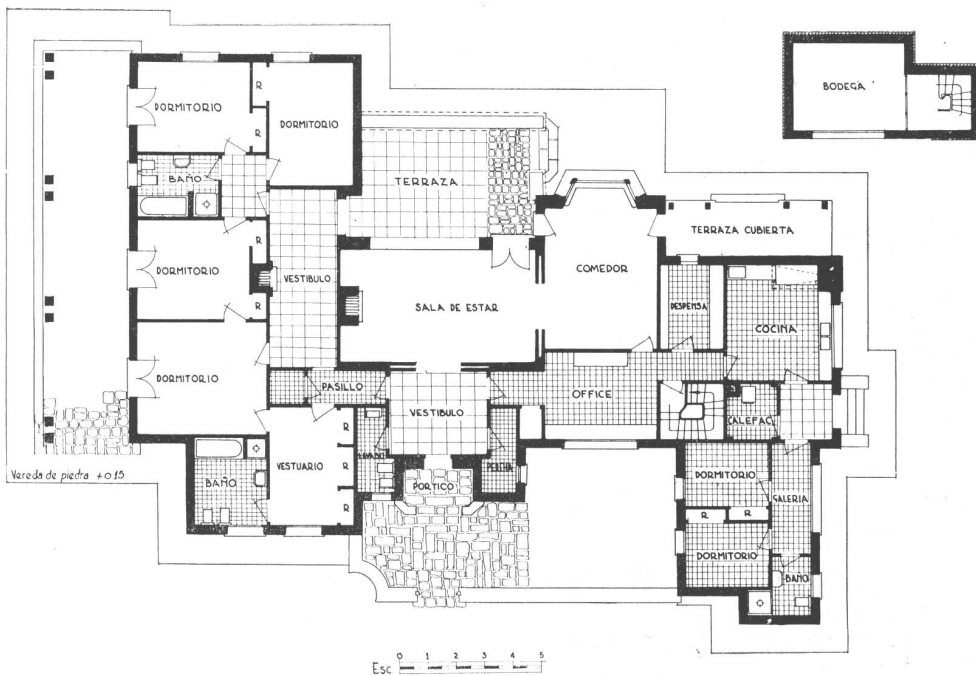 BODEGA
R
DORMITORIO
R
DORMITORIO
BAÑO
TERRAZA
TERRAZA CUBIERTA
R
DORMITORIO
VESTIBULO
COMEDOR
R
SALA DE ESTAR
DESPENSA
COCINA
DORMITORIO
PASILLO
VESTIBULO
OFFICE
CALEFAC
R
VESTUARIO
R
R
BAÑO
PORTICO
DORMITORIO
GALERIA
R
R
DORMITORIO
BAÑO
Vereda de piedra +0.15
Esc
0 1 2 3 4 5